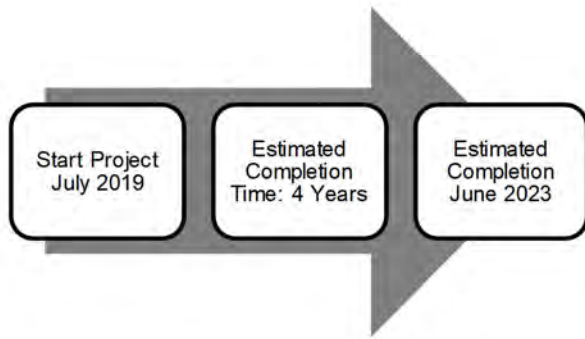 Start Project
July 2019
Estimated
Completion
Time: 4 Years
Estimated
Completion
June 2023